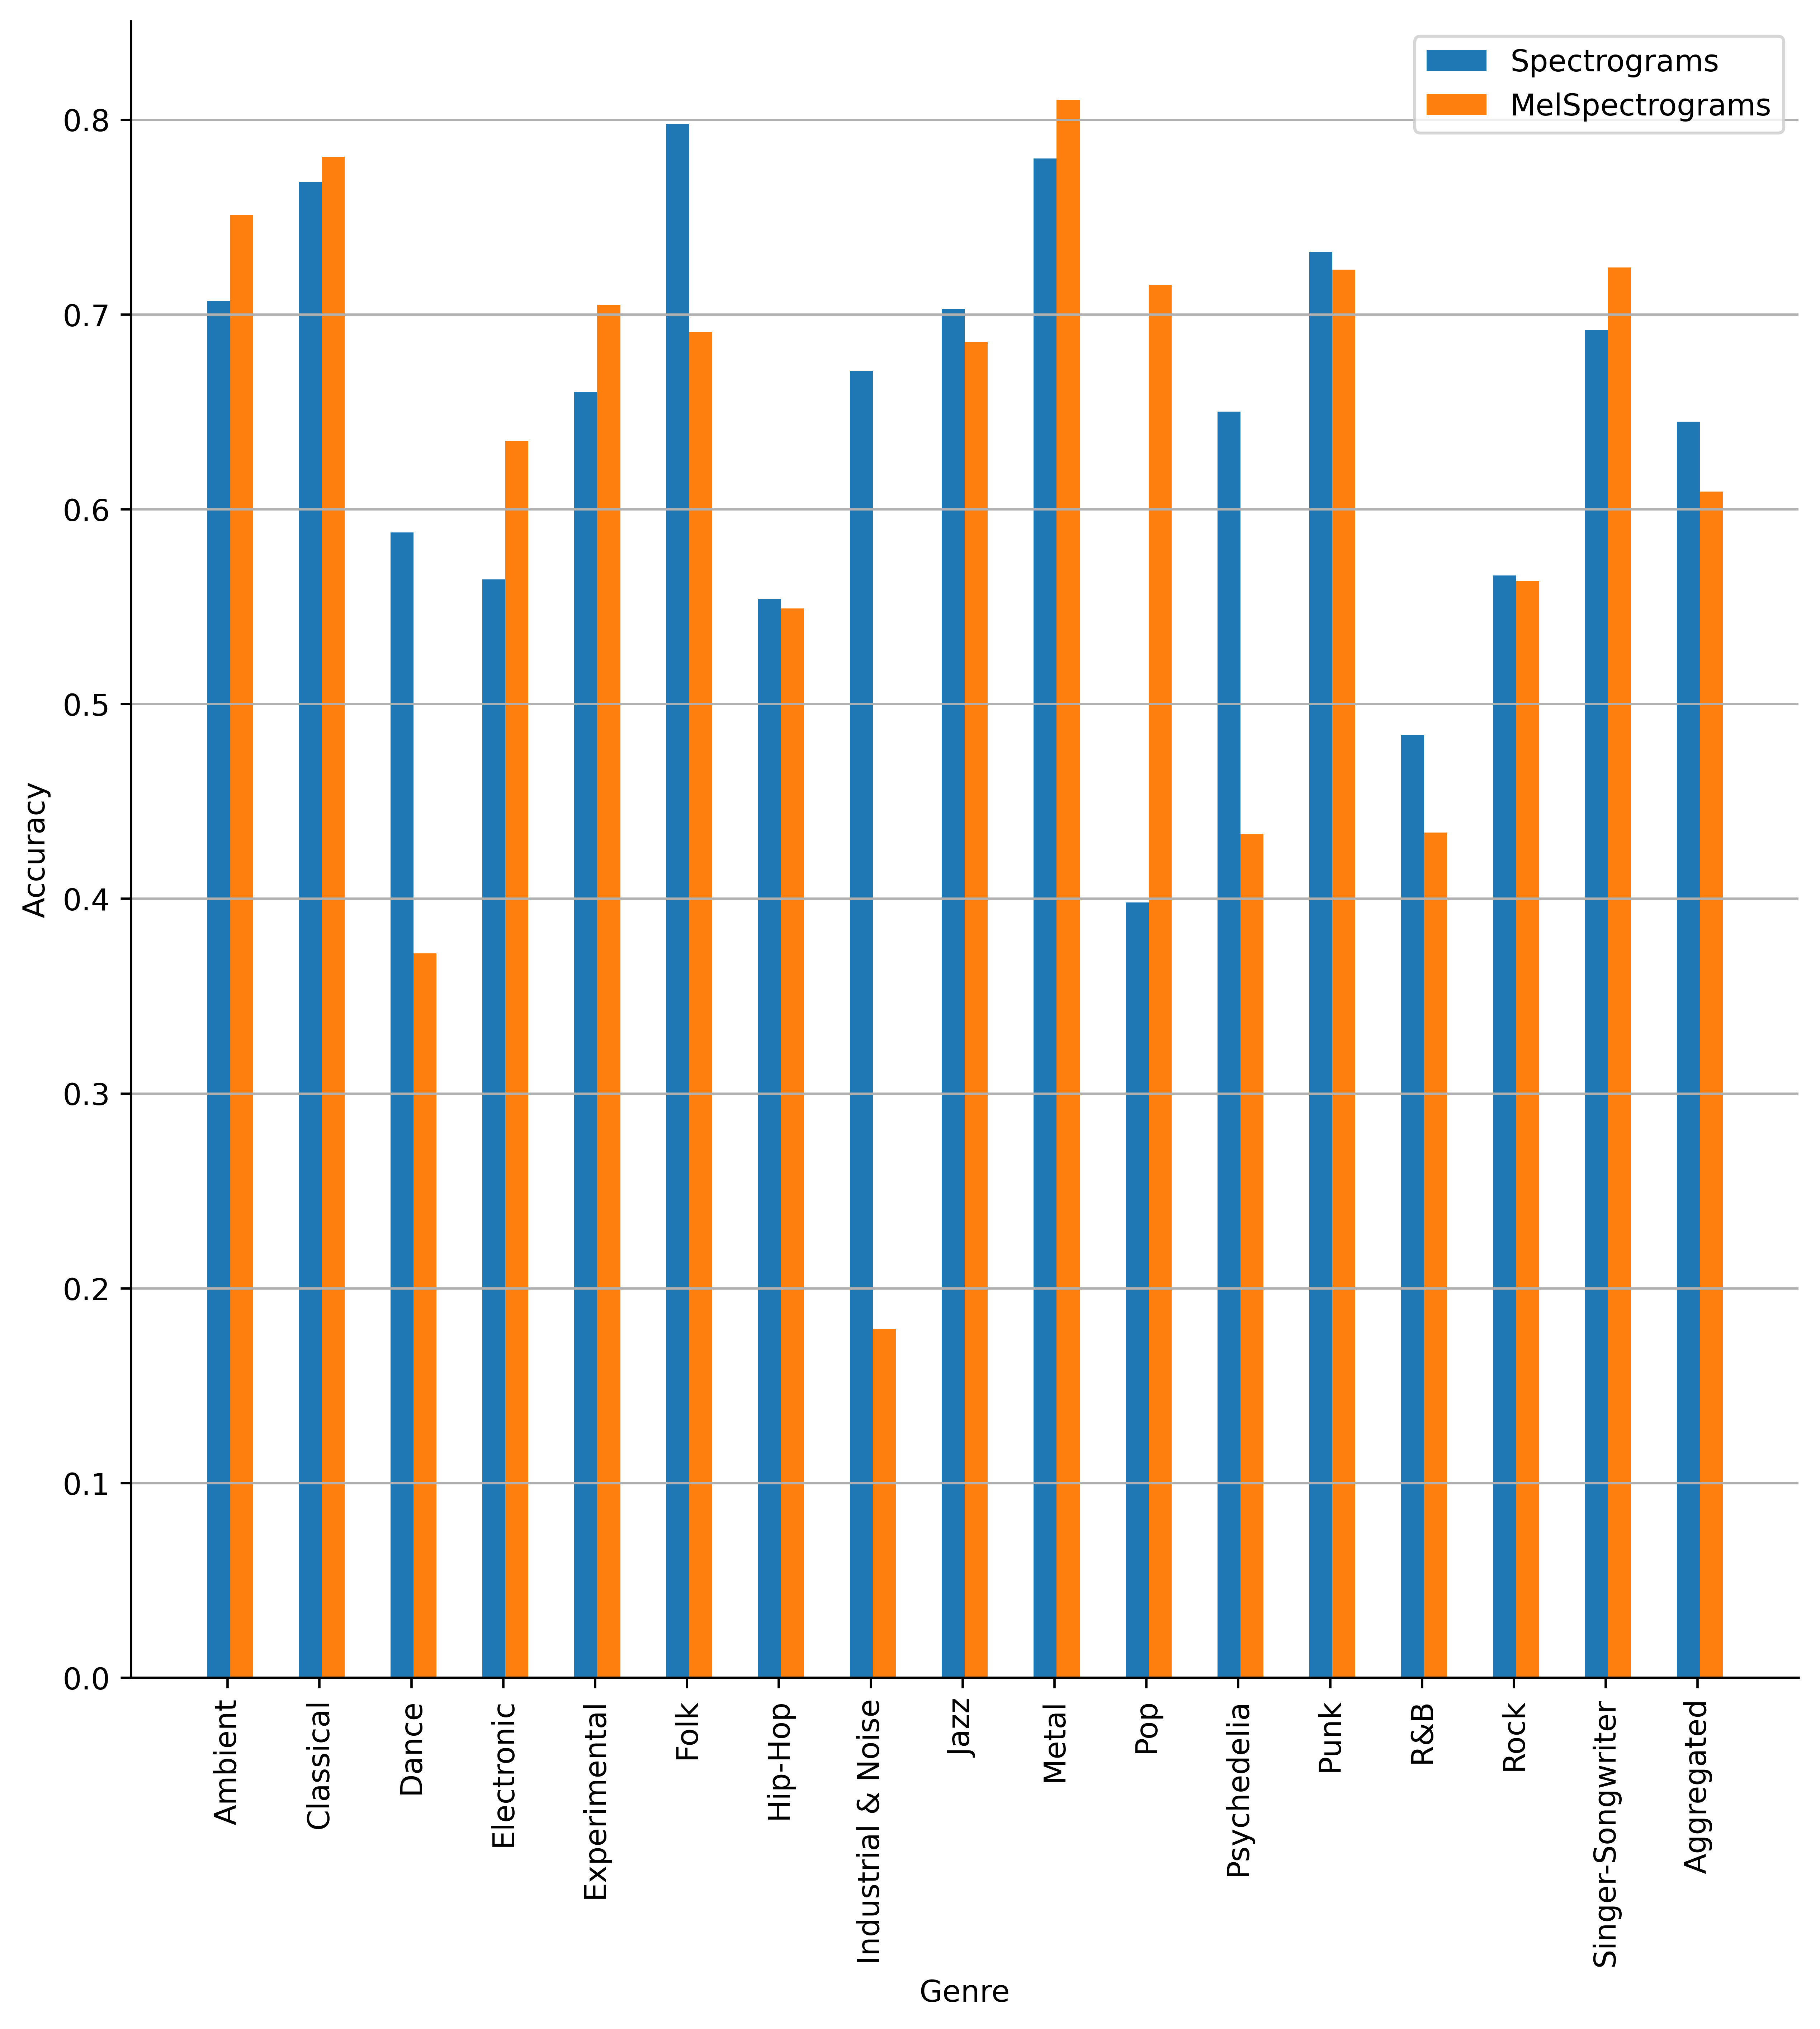 Spectrograms
MelSpectrograms
0.8
0.7
0.6
0.5
0.4
0.3
0.2
0.1
0.0
Accuracy
Ambient
Classical
Dance
Electronic
Experimental
Folk
Hip-Hop
Industrial & Noise
Jazz
Metal
Pop
Psychedelia
Punk
R&B
Rock
Singer-Songwriter
Aggregated
Genre